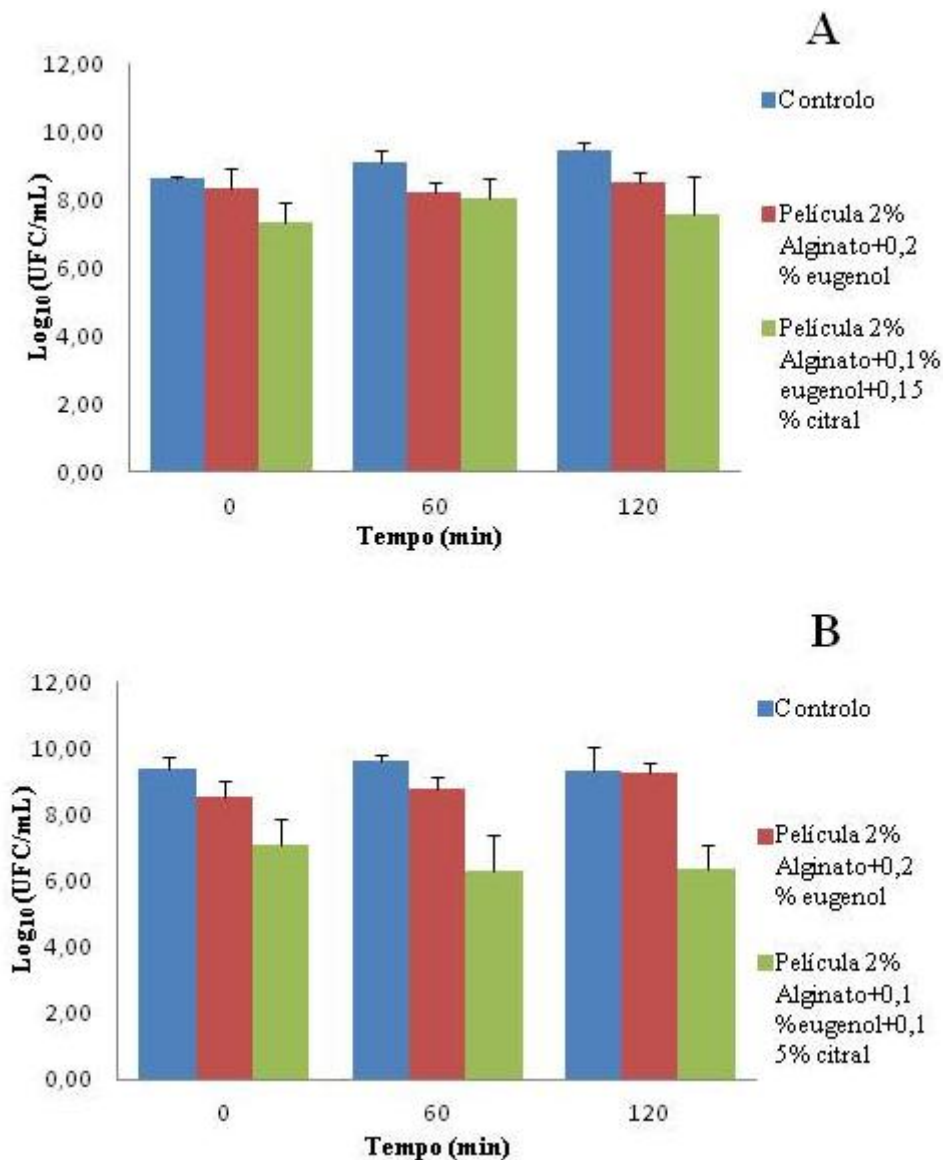 A
Log10(UFC/mL)
12,00
10,00
8,00
6,00
4,00
2,00
0,00
0
60
120
Tempo (min)
Controlo
Película 2%
Alginato+0,2
% eugenol
Película 2%
Alginato+0,1%
eugenol+0,15
% citral
B
Log10(UFC/mL)
12,00
10,00
8,00
6,00
4,00
2,00
0,00
0
60
120
Tempo (min)
Controlo
Película 2%
Alginato+0,2
% eugenol
Película 2%
Alginato+0,1
%eugenol+0,1
5% citral